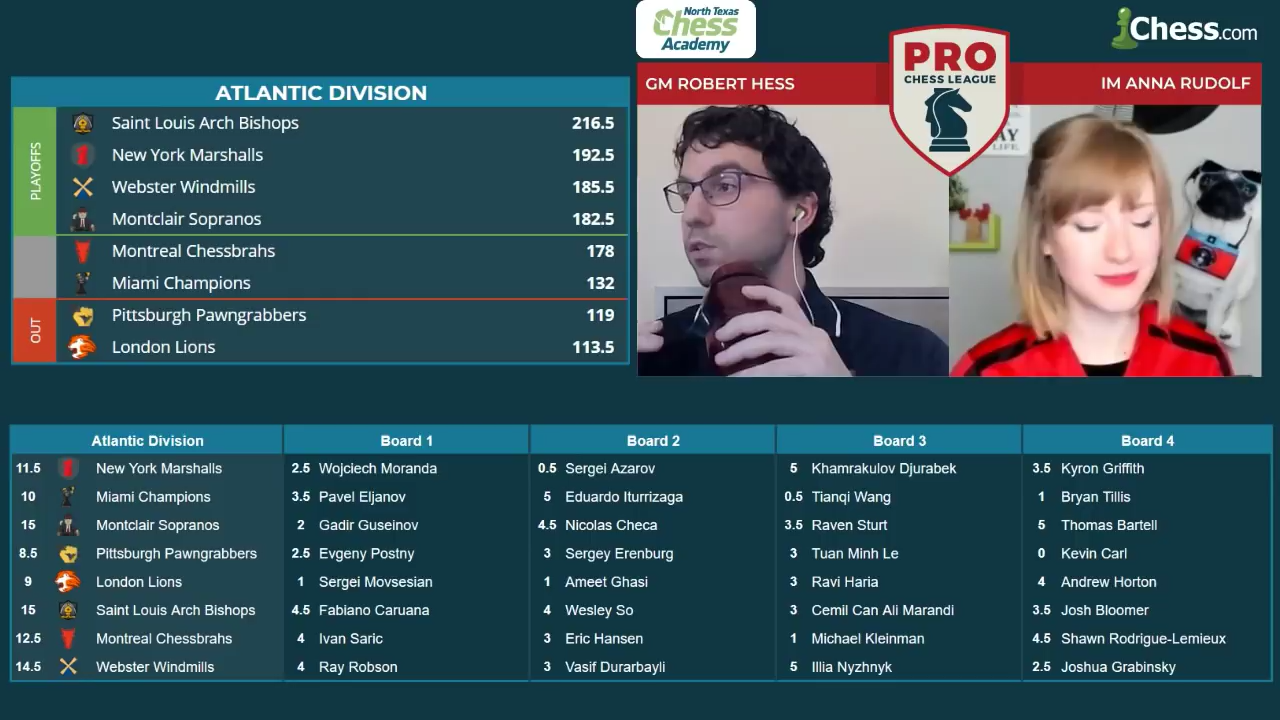 North Texas
Chess
Academy
Chess.com
GM ROBERT HESS
PRO
CHESS LEAGUE
IM ANNA RUDOLF
ATLANTIC DIVISION
PLAYOFFS
Saint Louis Arch Bishops 216.5
New York Marshalls 192.5
Webster Windmills 185.5
Montclair Sopranos 182.5
Montreal Chessbrahs 178
Miami Champions 132
OUT
Pittsburgh Pawngrabbers 119
London Lions 113.5
LIFE.
Atlantic Division Board 1 Board 2 Board 3 Board 4
11.5 New York Marshalls 2.5 Wojciech Moranda 0.5 Sergei Azarov 5 Khamrakulov Djurabek 3.5 Kyron Griffith
10 Miami Champions 3.5 Pavel Eljanov 5 Eduardo Iturrizaga 0.5 Tianqi Wang 1 Bryan Tillis
15 Montclair Sopranos 2 Gadir Guseinov 4.5 Nicolas Checa 3.5 Raven Sturt 5 Thomas Bartell
8.5 Pittsburgh Pawngrabbers 2.5 Evgeny Postny 3 Sergey Erenburg 3 Tuan Minh Le 0 Kevin Carl
9 London Lions 1 Sergei Movsesian 1 Ameet Ghasi 3 Ravi Haria 4 Andrew Horton
15 Saint Louis Arch Bishops 4.5 Fabiano Caruana 4 Wesley So 3 Cemil Can Ali Marandi 3.5 Josh Bloomer
12.5 Montreal Chessbrahs 4 Ivan Saric 3 Eric Hansen 1 Michael Kleinman 4.5 Shawn Rodrigue-Lemieux
14.5 Webster Windmills 4 Ray Robson 3 Vasif Durarbayli 5 Illia Nyzhnyk 2.5 Joshua Grabinsky